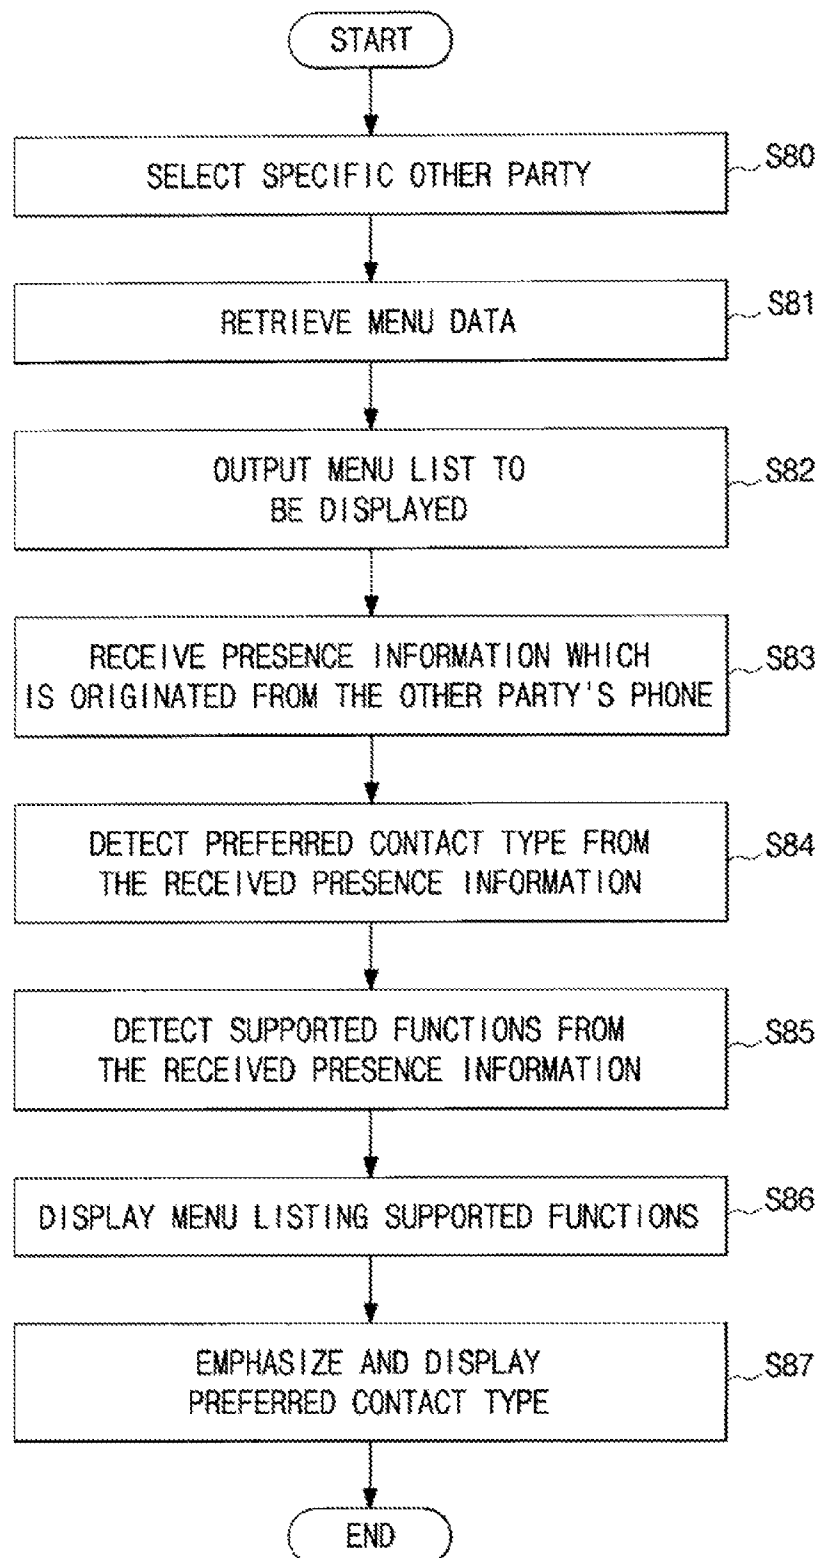 START
SELECT SPECIFIC OTHER PARTY
S80
RETRIEVE MENU DATA
S81
OUTPUT MENU LIST TO
BE DISPLAYED
S82
RECEIVE PRESENCE INFORMATION WHICH
IS ORIGINATED FROM THE OTHER PARTY'S PHONE
S83
DETECT PREFERRED CONTACT TYPE FROM
THE RECEIVED PRESENCE INFORMATION
S84
DETECT SUPPORTED FUNCTIONS FROM
THE RECEIVED PRESENCE INFORMATION
S85
DISPLAY MENU LISTING SUPPORTED FUNCTIONS
S86
EMPHASIZE AND DISPLAY
PREFERRED CONTACT TYPE
S87
END